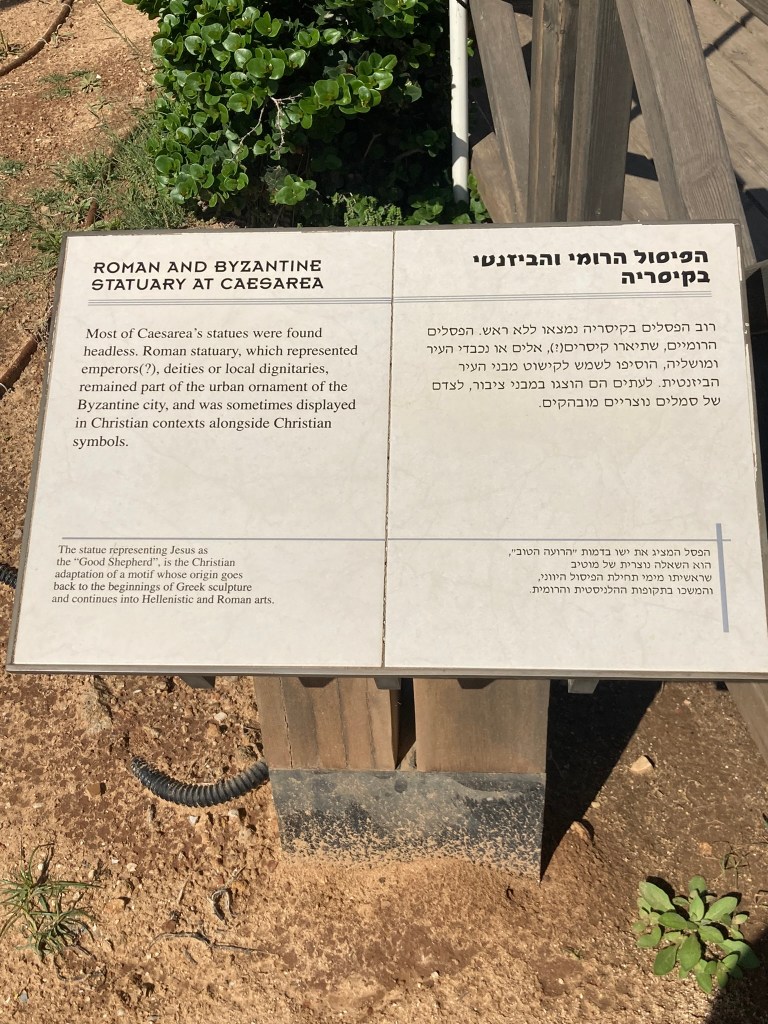 ROMAN AND BYZANTINE
STATUARY AT CAESAREA
Most of Caesarea's statues were found
headless. Roman statuary, which represented
emperors(?), deities or local dignitaries,
remained part of the urban ornament of the
Byzantine city, and was sometimes displayed
in Christian contexts alongside Christian
symbols.
The statue representing Jesus as
the "Good Shepherd", is the Christian
adaptation of a motif whose origin goes
back to the beginnings of Greek sculpture
and continues into Hellenistic and Roman arts.
הפיסול הרומי והביזנטי
בקיסריה
רוב הפסלים בקיסריה נמצאו ללא ראש. הפסלים
הרומיים, שתיארו קיסרים(?), אלים או נכבדי העיר
ומושליה, הוסיפו לשמש לקישוט מבני העיר
הביזנטית. לעתים הם הוצגו במבני ציבור, לצדם
של סמלים נוצריים מובהקים.
הפסל המציג את ישו בדמות "הרועה הטוב",
הוא השאלה נוצרית של מוטיב
שראשיתו מימי תחילת הפיסול היווני,
והמשכו בתקופות ההלניסטית והרומית.